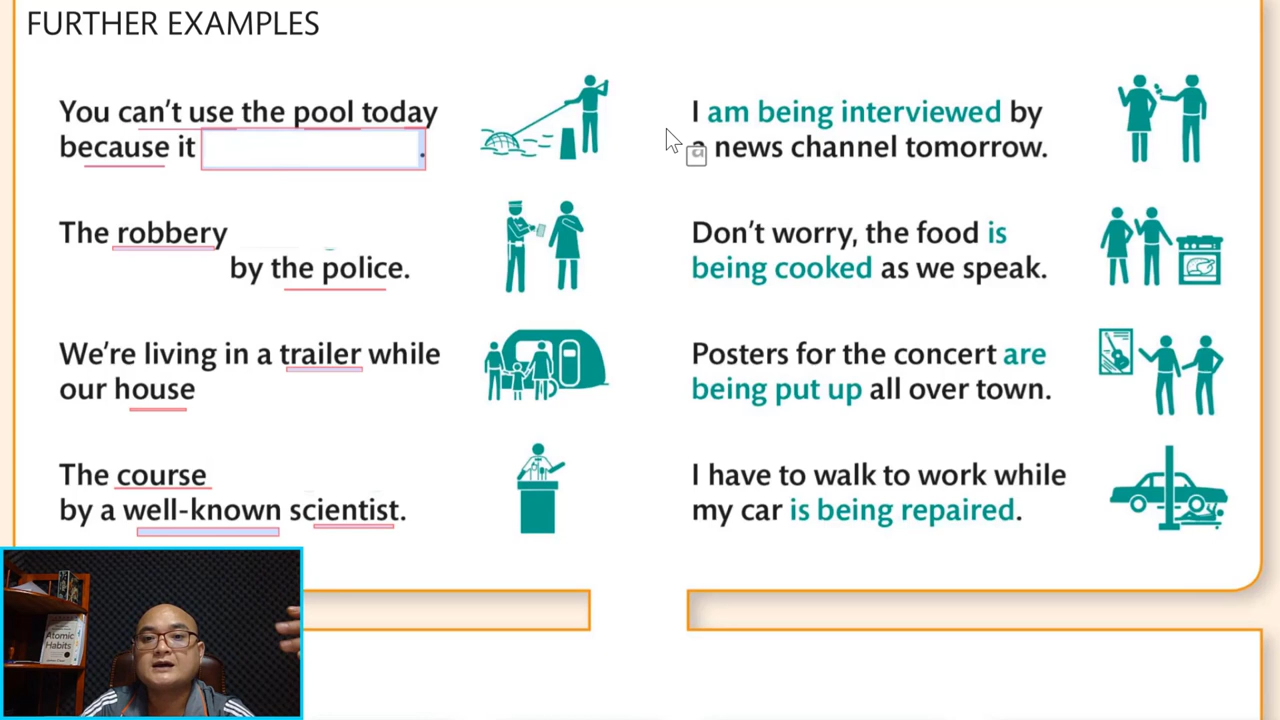 FURTHER EXAMPLES
You can't use the pool today
because it .
The robbery
by the police.
We're living in a trailer while
our house
The course
by a well-known scientist.
I am being interviewed by
a news channel tomorrow.
Don't worry, the food is
being cooked as we speak.
Posters for the concert are
being put up all over town.
I have to walk to work while
my car is being repaired.
Atomic
Habits